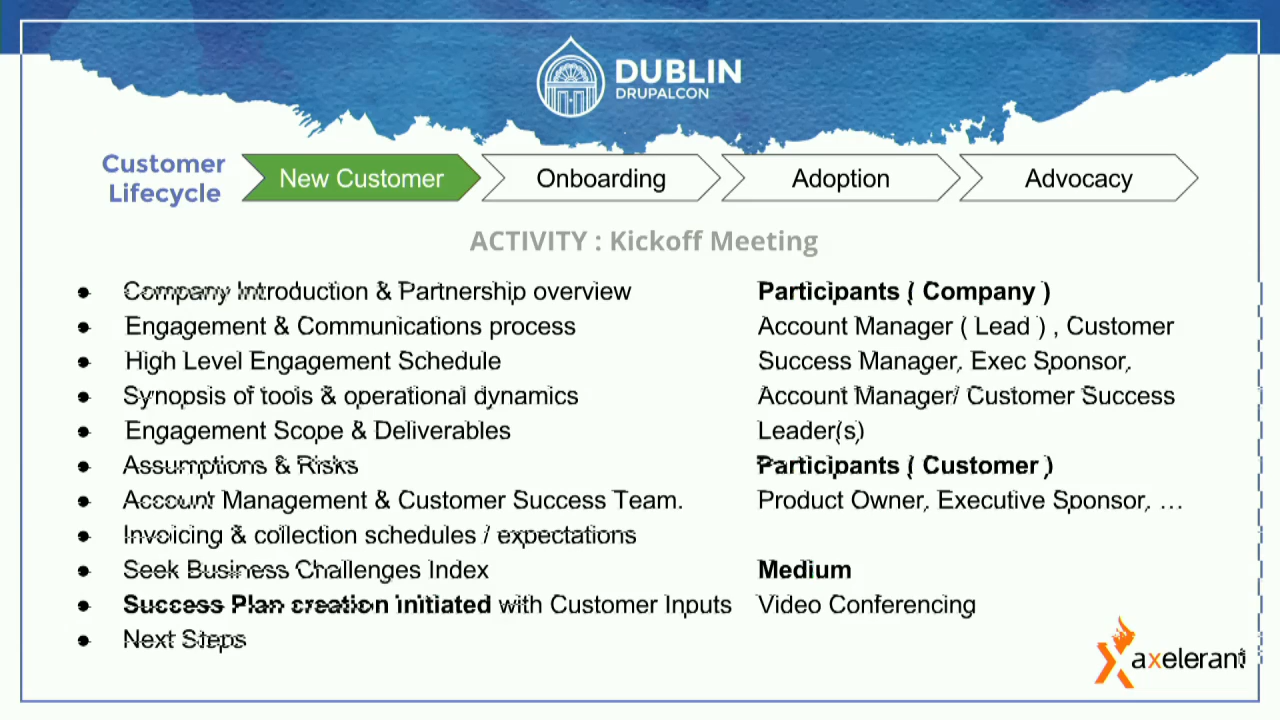 DUBLIN
DRUPALCON
Customer
Lifecycle
New Customer
Onboarding
Adoption
Advocacy
ACTIVITY : Kickoff Meeting
● Company Introduction & Partnership overview
● Engagement & Communications process
● High Level Engagement Schedule
● Synopsis of tools & operational dynamics
● Engagement Scope & Deliverables
● Assumptions & Risks
● Account Management & Customer Success Team.
● Invoicing & collection schedules / expectations
● Seek Business Challenges Index
● Success Plan creation initiated with Customer Inputs
● Next Steps
Participants ( Company )
Account Manager ( Lead ) , Customer
Success Manager, Exec Sponsor,
Account Manager/ Customer Success
Leader(s)
Participants ( Customer )
Product Owner, Executive Sponsor, …
Medium
Video Conferencing
axelerant